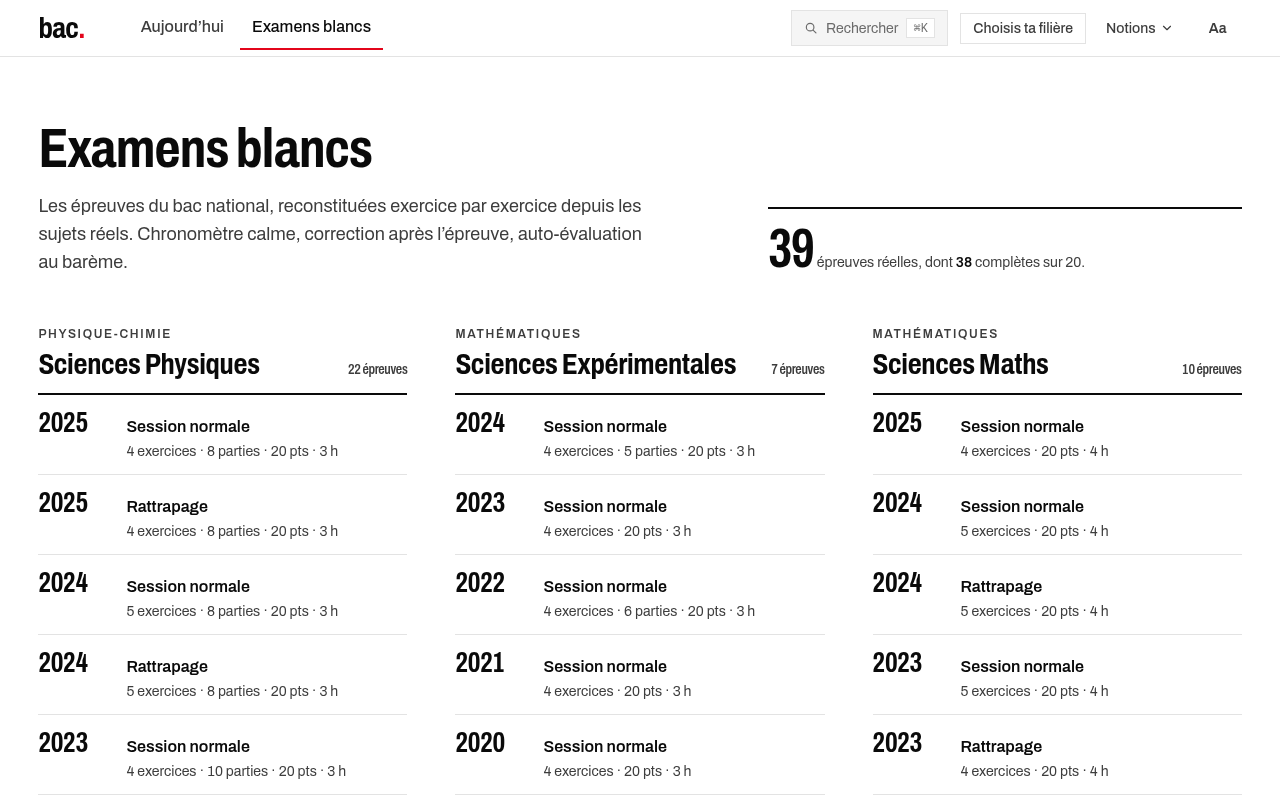 bac.
Aujourd’hui
Examens blancs
Rechercher ⌘K
Choisis ta filière
Notions
Aa
Examens blancs
Les épreuves du bac national, reconstituées exercice par exercice depuis les
sujets réels. Chronomètre calme, correction après l’épreuve, auto-évaluation
au barème.
39 épreuves réelles, dont 38 complètes sur 20.
PHYSIQUE-CHIMIE
Sciences Physiques 22 épreuves
2025 Session normale
4 exercices · 8 parties · 20 pts · 3 h
2025 Rattrapage
4 exercices · 8 parties · 20 pts · 3 h
2024 Session normale
5 exercices · 8 parties · 20 pts · 3 h
2024 Rattrapage
5 exercices · 8 parties · 20 pts · 3 h
2023 Session normale
4 exercices · 10 parties · 20 pts · 3 h
MATHÉMATIQUES
Sciences Expérimentales 7 épreuves
2024 Session normale
4 exercices · 5 parties · 20 pts · 3 h
2023 Session normale
4 exercices · 20 pts · 3 h
2022 Session normale
4 exercices · 6 parties · 20 pts · 3 h
2021 Session normale
4 exercices · 20 pts · 3 h
2020 Session normale
4 exercices · 20 pts · 3 h
MATHÉMATIQUES
Sciences Maths 10 épreuves
2025 Session normale
4 exercices · 20 pts · 4 h
2024 Session normale
5 exercices · 20 pts · 4 h
2024 Rattrapage
5 exercices · 20 pts · 4 h
2023 Session normale
5 exercices · 20 pts · 4 h
2023 Rattrapage
4 exercices · 20 pts · 4 h